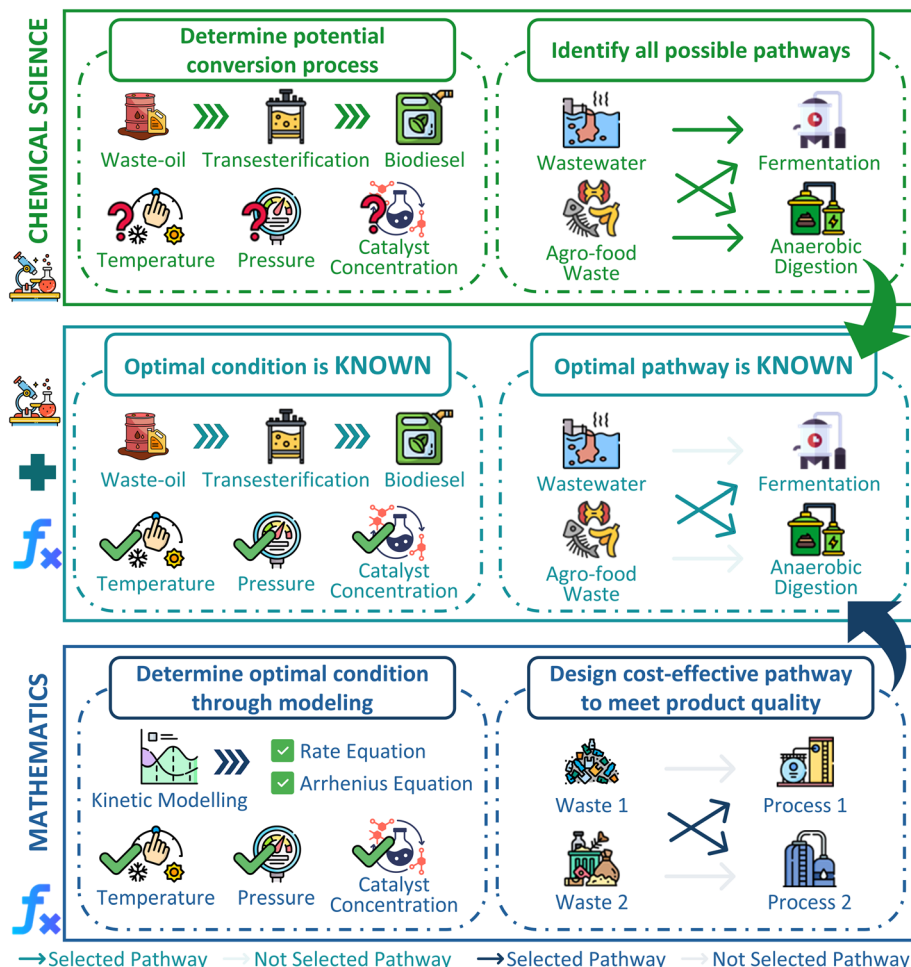 CHEMICAL SCIENCE
Determine potential
conversion process
Waste-oil
Transesterification
Biodiesel
?
?
?
Temperature
Pressure
Catalyst
Concentration
Identify all possible pathways
Wastewater
Fermentation
Agro-food
Waste
Anaerobic
Digestion
Optimal condition is KNOWN
Waste-oil
Transesterification
Biodiesel
Temperature
Pressure
Catalyst
Concentration
Optimal pathway is KNOWN
Wastewater
Fermentation
Agro-food
Waste
Anaerobic
Digestion
fx
MATHEMATICS
Determine optimal condition
through modeling
Kinetic Modelling
Rate Equation
Arrhenius Equation
Temperature
Pressure
Catalyst
Concentration
Design cost-effective pathway
to meet product quality
Waste 1
Process 1
Waste 2
Process 2
fx
Selected Pathway
Not Selected Pathway
Selected Pathway
Not Selected Pathway